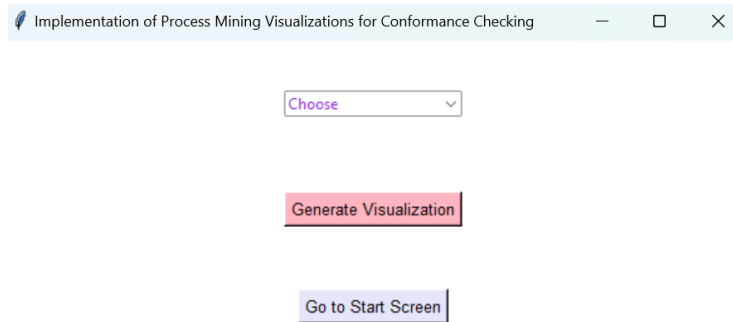 Implementation of Process Mining Visualizations for Conformance Checking
Choose
Generate Visualization
Go to Start Screen